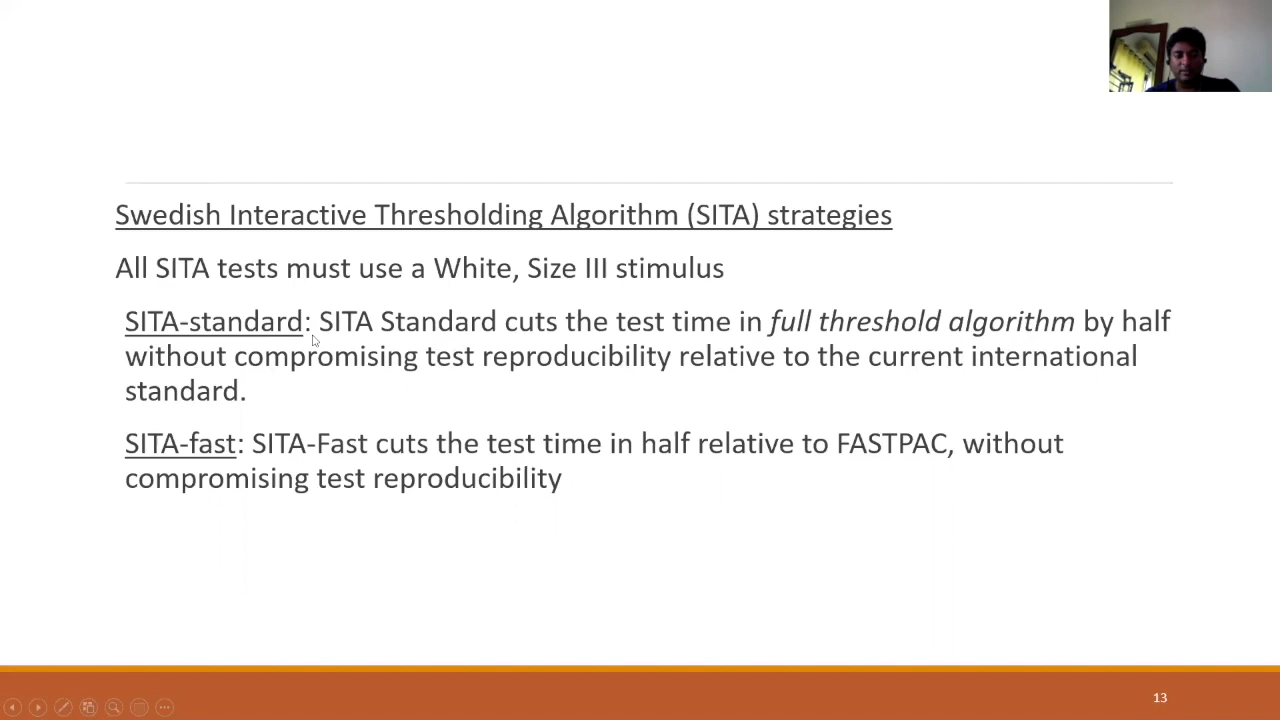 Swedish Interactive Thresholding Algorithm (SITA) strategies
All SITA tests must use a White, Size III stimulus
SITA-standard: SITA Standard cuts the test time in full threshold algorithm by half
without compromising test reproducibility relative to the current international
standard.
SITA-fast: SITA-Fast cuts the test time in half relative to FASTPAC, without
compromising test reproducibility
13